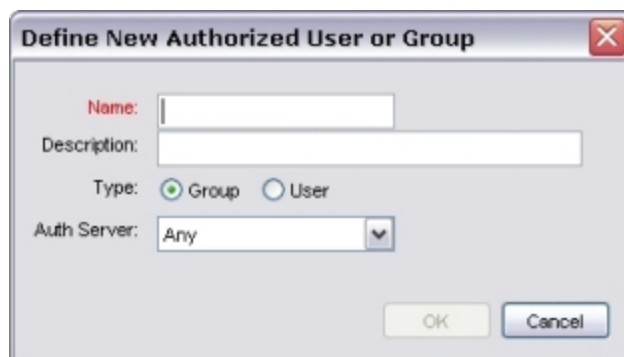 Define New Authorized User or Group
Name:
Description:
Type: Group User
Auth Server: Any
OK Cancel